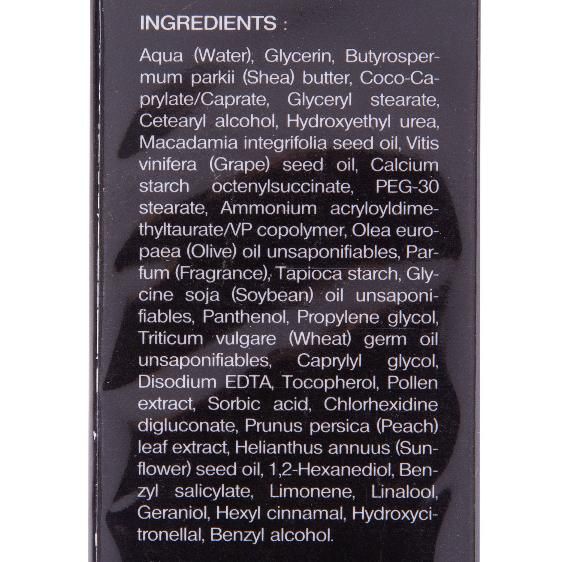 INGREDIENTS :
Aqua (Water), Glycerin, Butyrosper-
mum parkii (Shea) butter, Coco-Ca-
prylate/Caprate, Glyceryl stearate,
Cetearyl alcohol, Hydroxyethyl urea,
Macadamia integrifolia seed oil, Vitis
vinifera (Grape) seed oil, Calcium
starch octenylsuccinate, PEG-30
stearate, Ammonium acryloyldime-
thyltaurate/VP copolymer, Olea euro-
paea (Olive) oil unsaponifiables, Par-
fum (Fragrance), Tapioca starch, Gly-
cine soja (Soybean) oil unsaponi-
fiables, Panthenol, Propylene glycol,
Triticum vulgare (Wheat) germ oil
unsaponifiables, Caprylyl glycol,
Disodium EDTA, Tocopherol, Pollen
extract, Sorbic acid, Chlorhexidine
digluconate, Prunus persica (Peach)
leaf extract, Helianthus annuus (Sun-
flower) seed oil, 1,2-Hexanediol, Ben-
zyl salicylate, Limonene, Linalool,
Geraniol, Hexyl cinnamal, Hydroxyci-
tronellal, Benzyl alcohol.